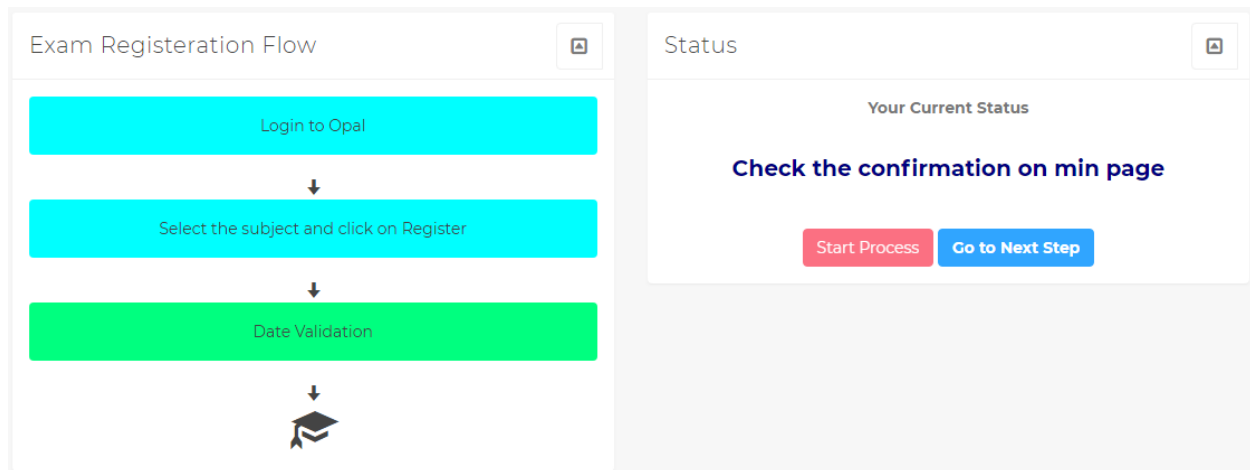 Exam Registeration Flow
Login to Opal
Select the subject and click on Register
Date Validation
Status
Your Current Status
Check the confirmation on min page
Start Process
Go to Next Step